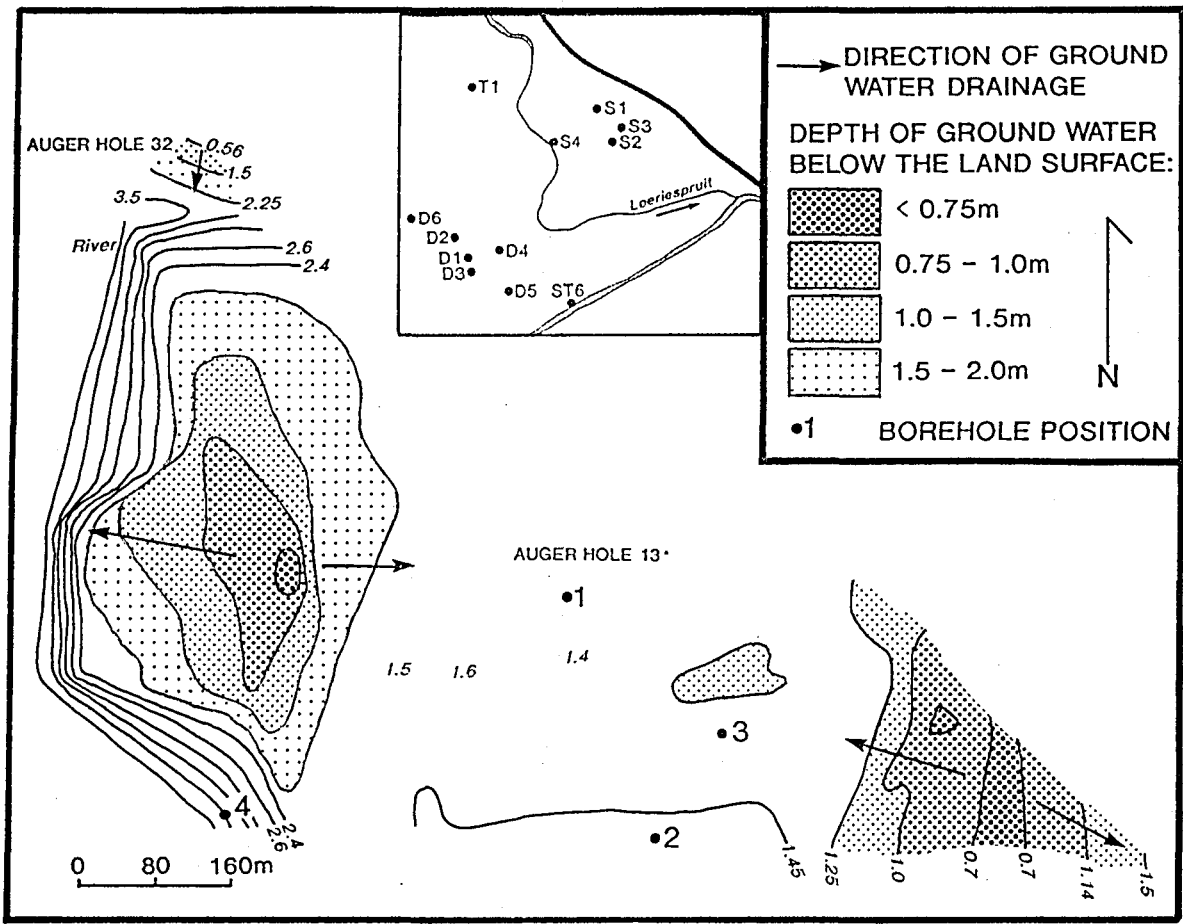 DIRECTION OF GROUND
WATER DRAINAGE
DEPTH OF GROUND WATER
BELOW THE LAND SURFACE:
< 0.75m
0.75 – 1.0m
1.0 – 1.5m
1.5 – 2.0m
N
•1 BOREHOLE POSITION
T1
S1
S3
S4
S2
Loeriespruit
D6
D2
D4
D1
D3
D5
ST6
AUGER HOLE 32
0.56
1.5
3.5
2.25
River
2.6
2.4
AUGER HOLE 13
1
1.5
1.6
1.4
3
4
2
2.4
2.6
1.45
1.25
1.0
0.7
0.7
1.14
1.5
0 80 160m